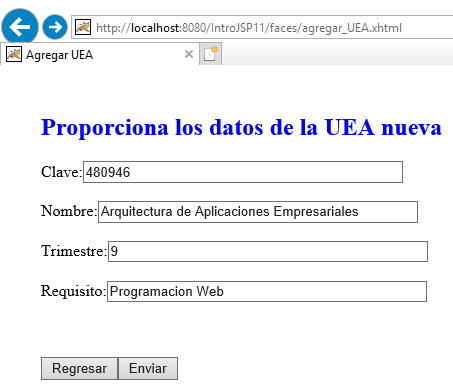 http://localhost:8080/IntroJSP11/faces/agregar_UEA.xhtml
Agregar UEA
Proporciona los datos de la UEA nueva
Clave: 480946
Nombre: Arquitectura de Aplicaciones Empresariales
Trimestre: 9
Requisito: Programacion Web
Regresar Enviar